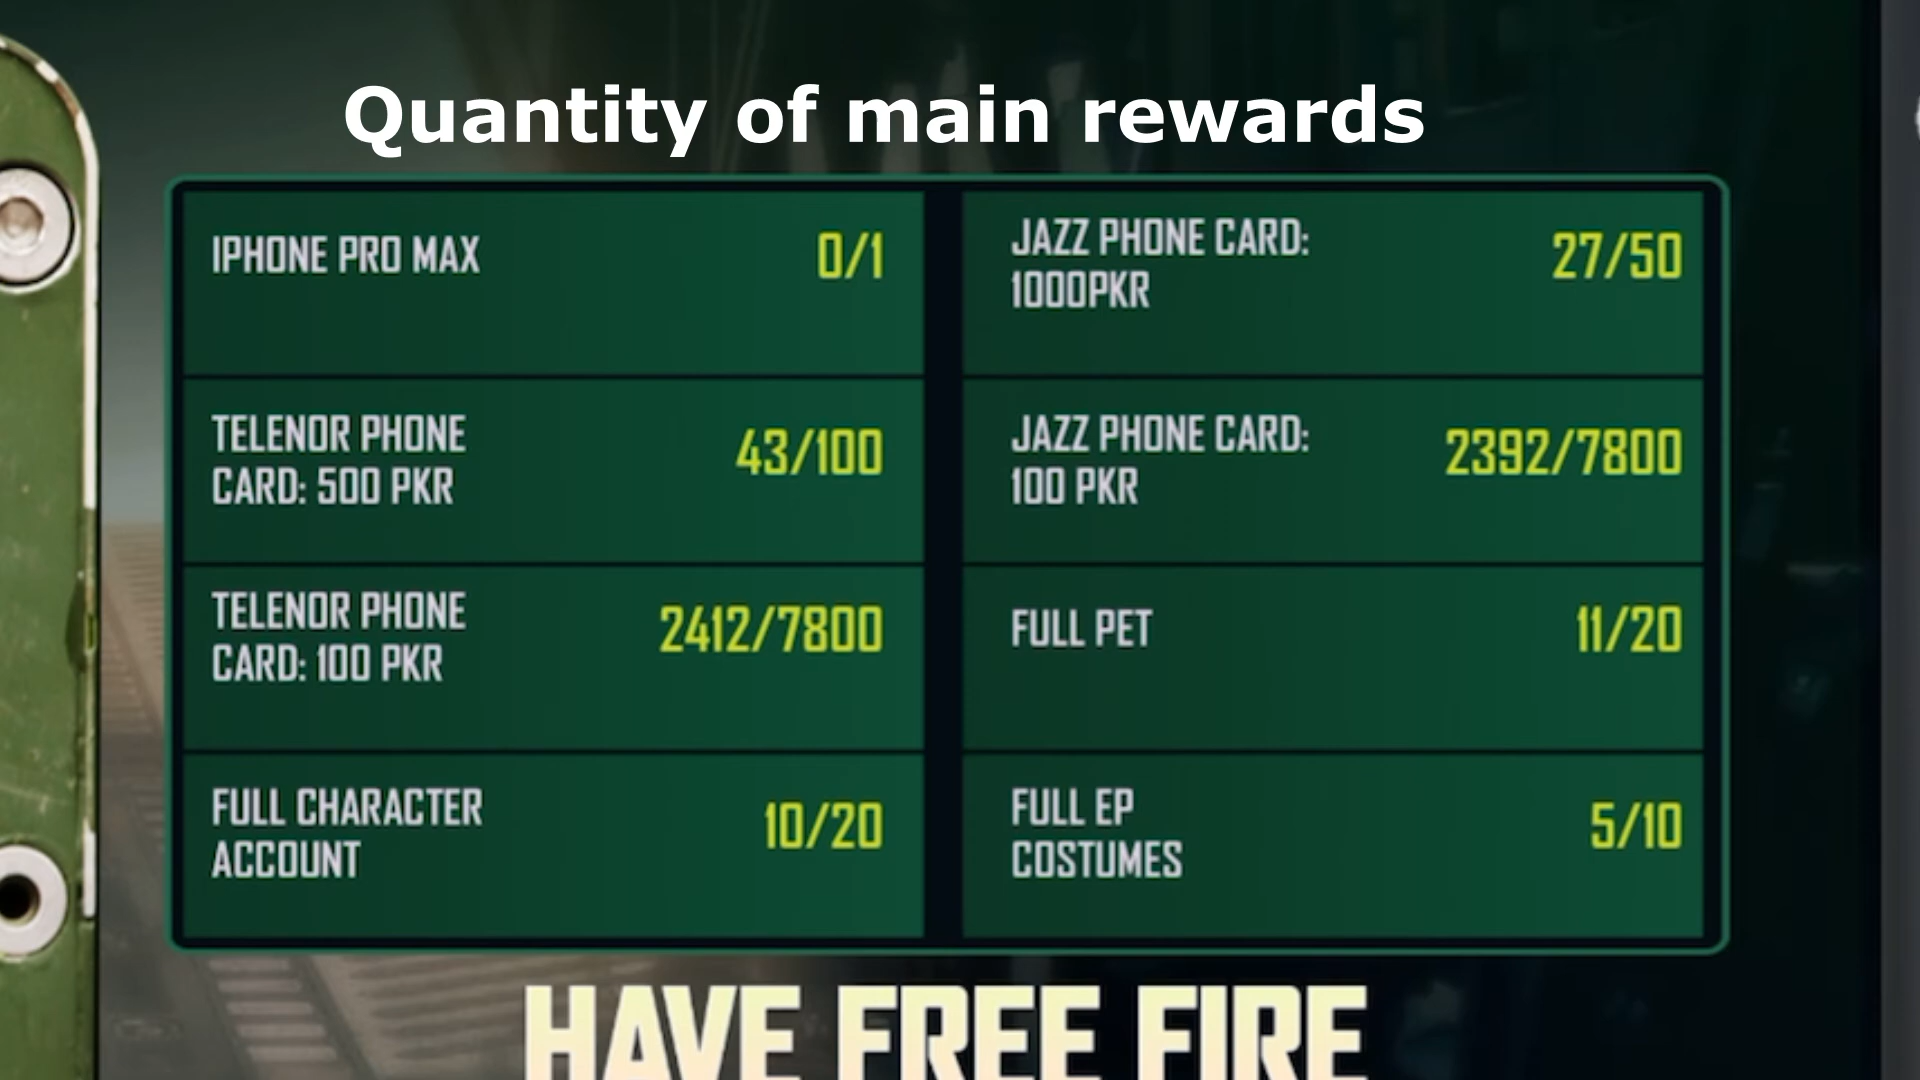 Quantity of main rewards
IPHONE PRO MAX 0/1
JAZZ PHONE CARD: 27/50
1000PKR
TELENOR PHONE 43/100
CARD: 500 PKR
JAZZ PHONE CARD: 2392/7800
100 PKR
TELENOR PHONE 2412/7800
CARD: 100 PKR
FULL PET 11/20
FULL CHARACTER 10/20
ACCOUNT
FULL EP 5/10
COSTUMES
HAVE FREE FIRE